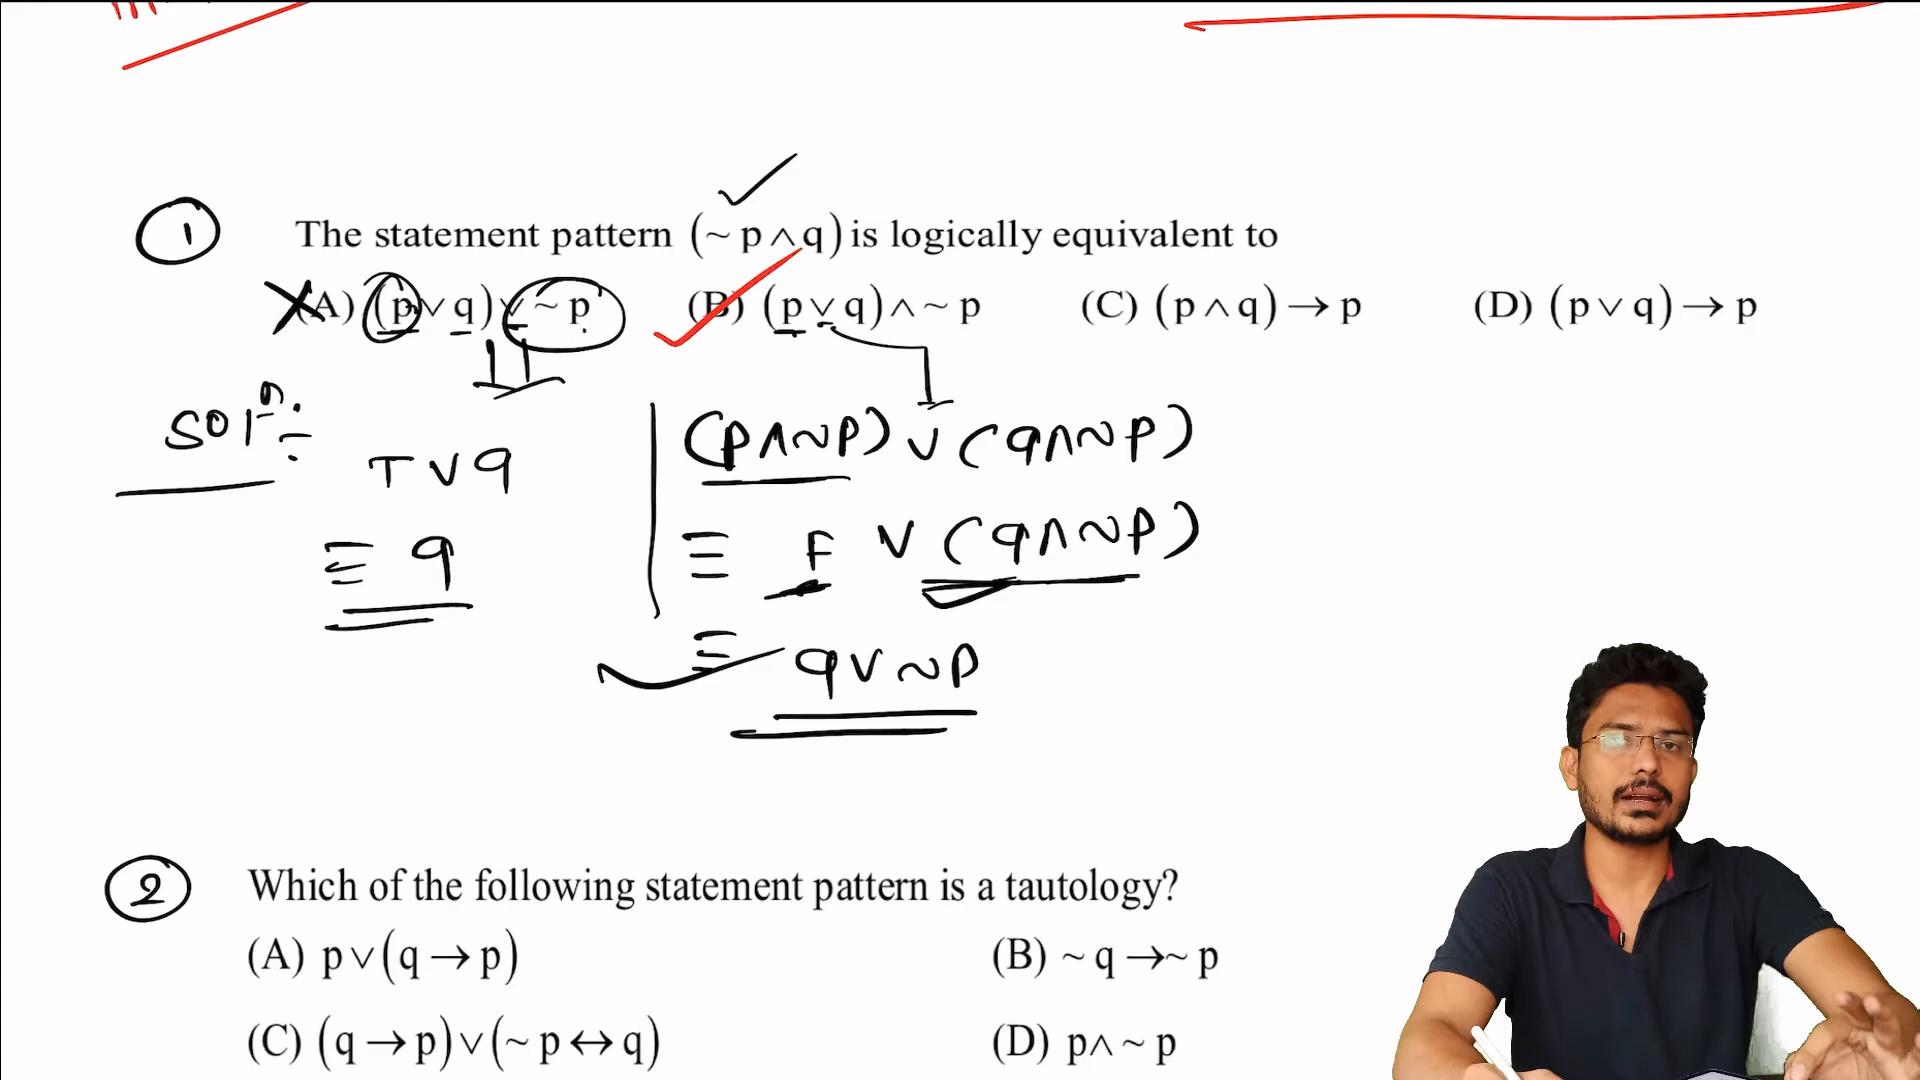 ① The statement pattern (~ p ∧ q) is logically equivalent to
(A) (p ∨ q) ∨ ~ p (B) (p ∨ q) ∧ ~ p (C) (p ∧ q) → p (D) (p ∨ q) → p
Solⁿ:-
T ∨ q
≡ q
(p ∧ ~p) ∨ (q ∧ ~p)
≡ F ∨ (q ∧ ~p)
≡ q ∨ ~p
② Which of the following statement pattern is a tautology?
(A) p ∨ (q → p) (B) ~ q →~ p
(C) (q → p) ∨ (~ p ↔ q) (D) p ∧ ~ p